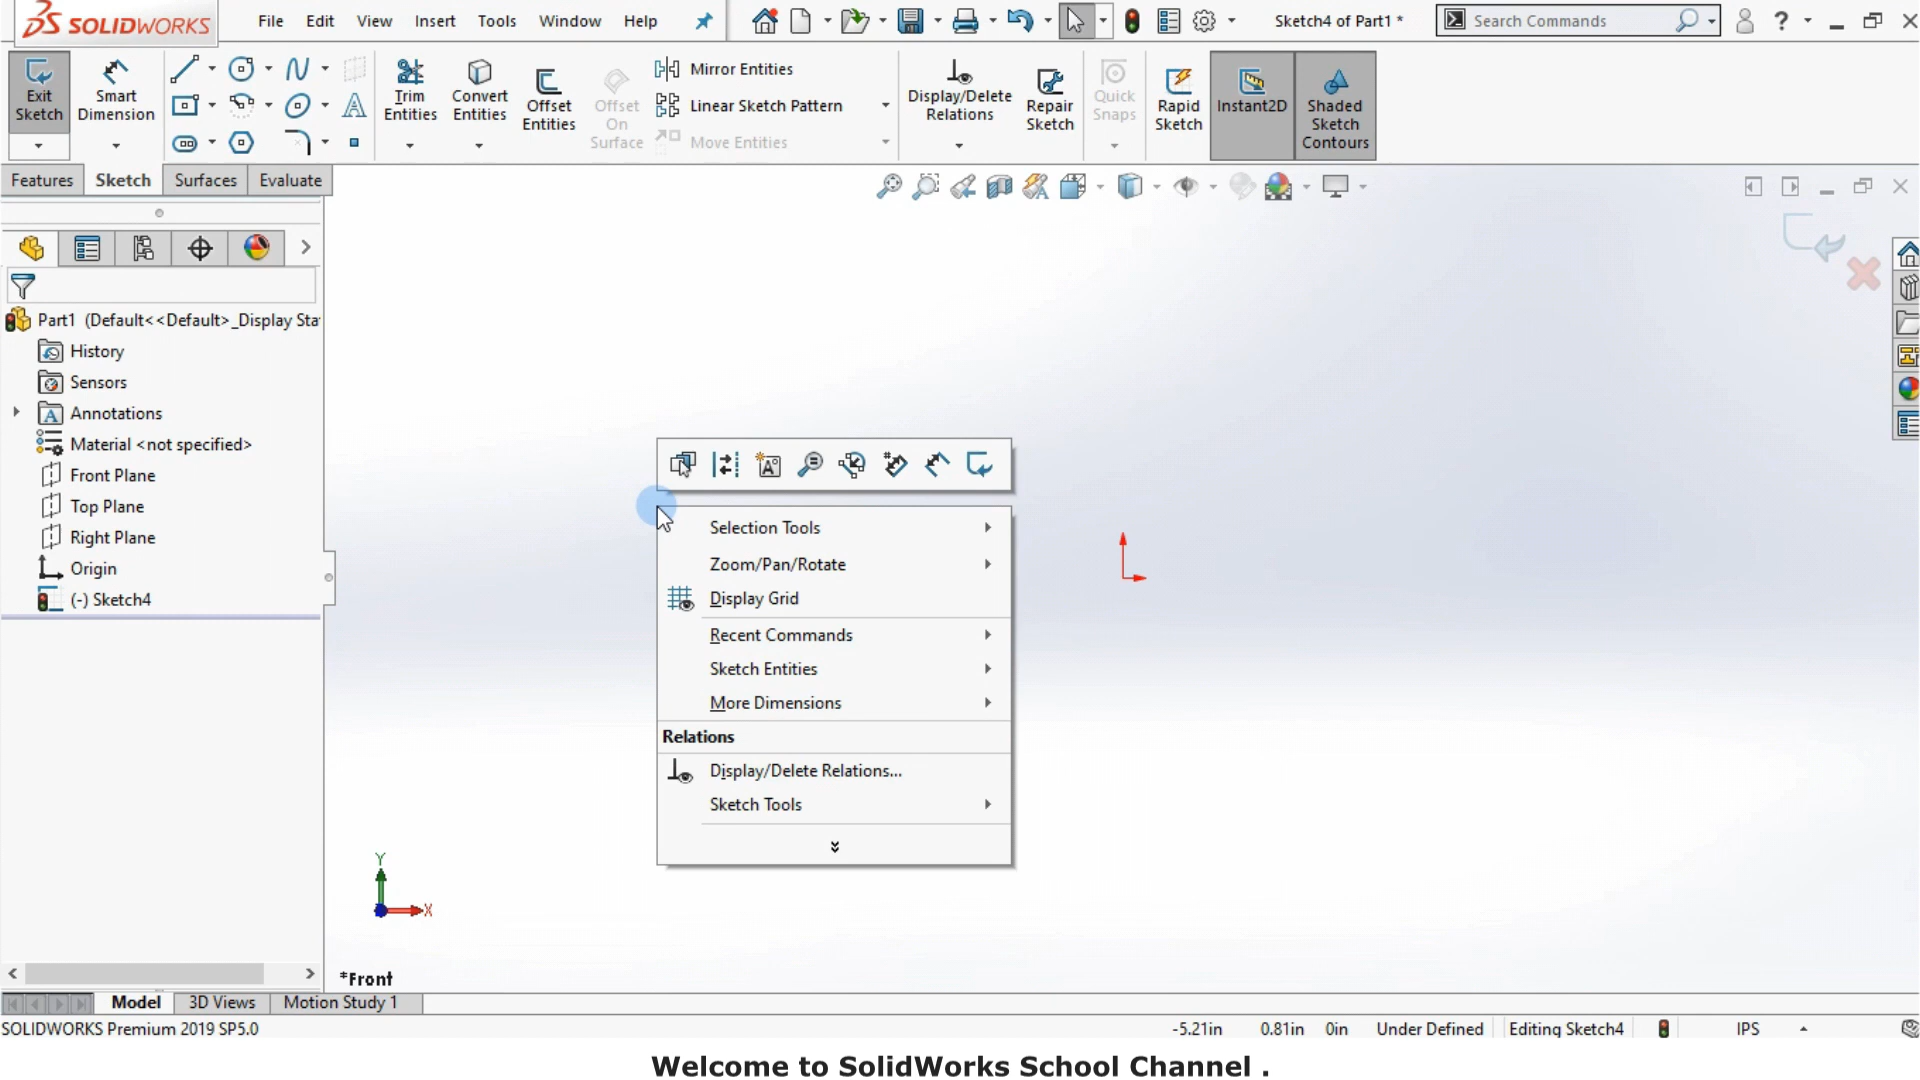 SOLIDWORKS File Edit View Insert Tools Window Help Sketch4 of Part1 * Search Commands ?
Exit Sketch
Smart Dimension
Trim Entities
Convert Entities
Offset Entities
Offset On Surface
Mirror Entities
Linear Sketch Pattern
Move Entities
Display/Delete Relations
Repair Sketch
Quick Snaps
Rapid Sketch
Instant2D
Shaded Sketch Contours
Features Sketch Surfaces Evaluate
Part1 (Default<<Default>_Display Sta
History
Sensors
Annotations
Material <not specified>
Front Plane
Top Plane
Right Plane
Origin
(-) Sketch4
Selection Tools
Zoom/Pan/Rotate
Display Grid
Recent Commands
Sketch Entities
More Dimensions
Relations
Display/Delete Relations...
Sketch Tools
Y
X
*Front
Model 3D Views Motion Study 1
SOLIDWORKS Premium 2019 SP5.0 -5.21in 0.81in 0in Under Defined Editing Sketch4 IPS
Welcome to SolidWorks School Channel .